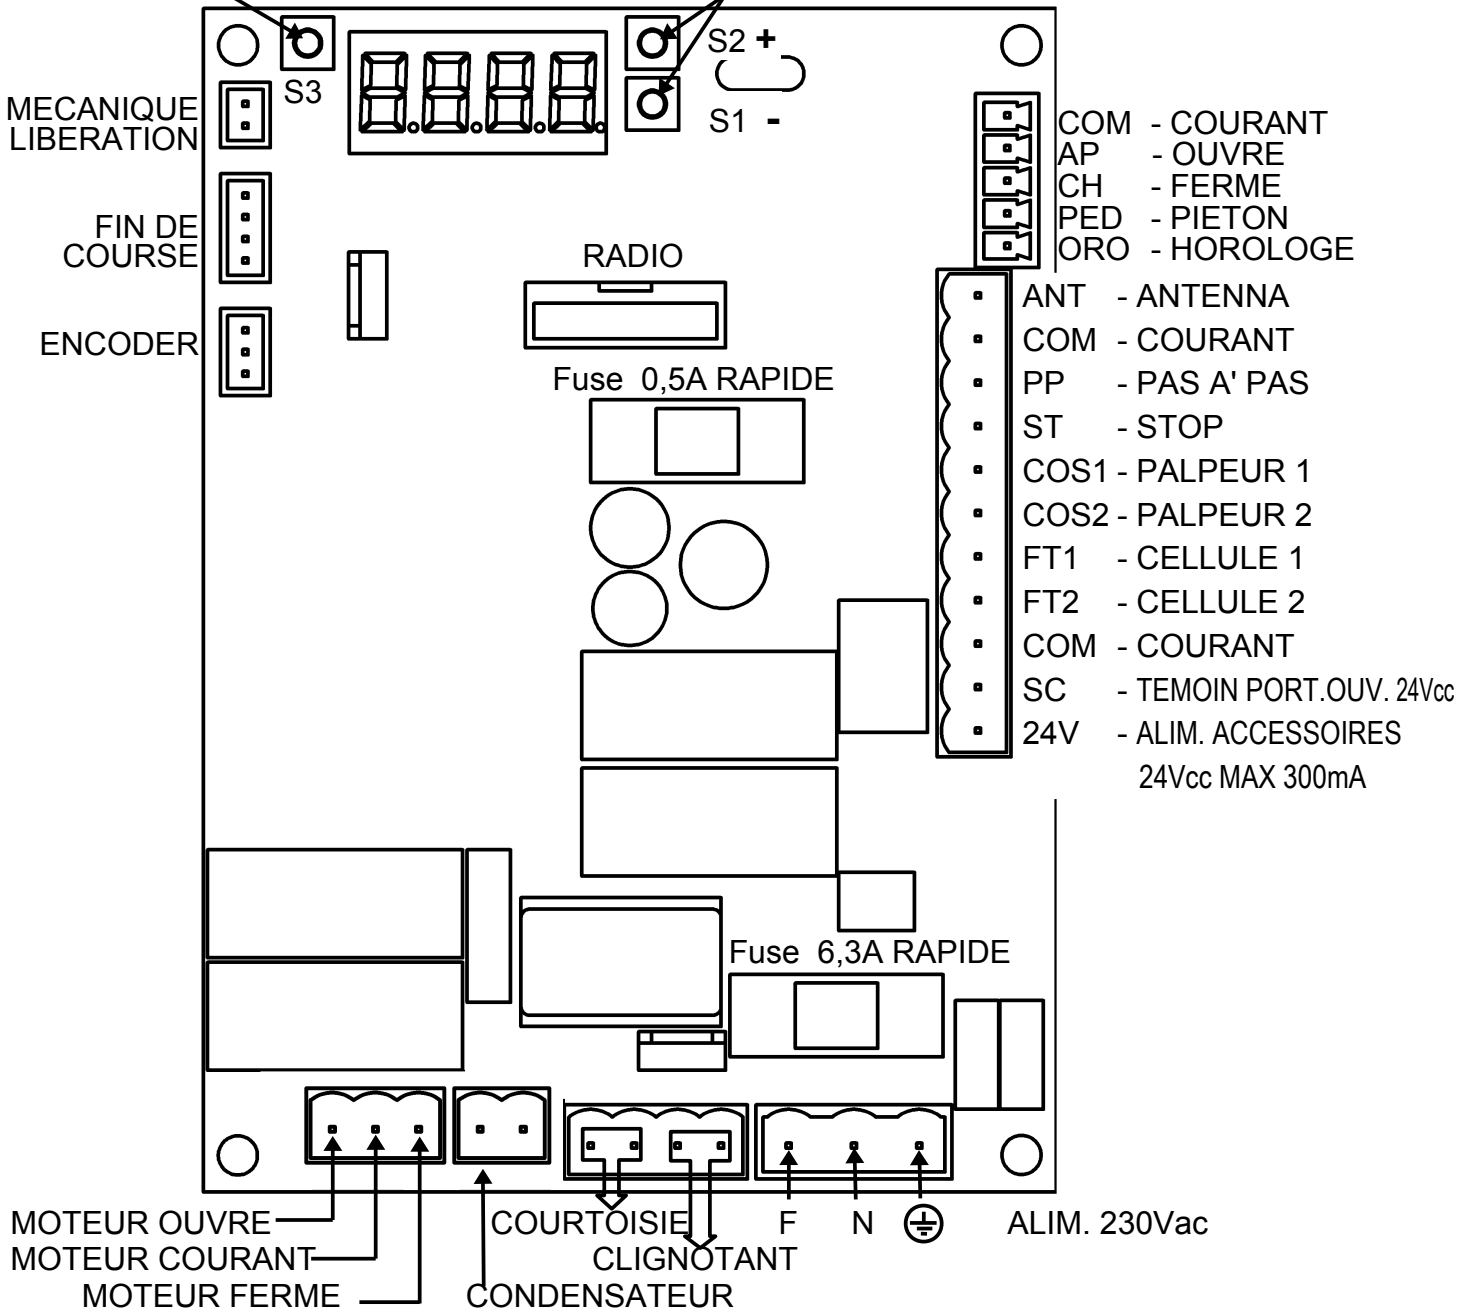 S3
S2 +
S1 -
MECANIQUE
LIBERATION
FIN DE
COURSE
ENCODER
RADIO
Fuse 0,5A RAPIDE
COM - COURANT
AP - OUVRE
CH - FERME
PED - PIETON
ORO - HOROLOGE
ANT - ANTENNA
COM - COURANT
PP - PAS A' PAS
ST - STOP
COS1 - PALPEUR 1
COS2 - PALPEUR 2
FT1 - CELLULE 1
FT2 - CELLULE 2
COM - COURANT
SC - TEMOIN PORT.OUV. 24Vcc
24V - ALIM. ACCESSOIRES
24Vcc MAX 300mA
Fuse 6,3A RAPIDE
MOTEUR OUVRE
MOTEUR COURANT
MOTEUR FERME
CONDENSATEUR
COURTOISIE
CLIGNOTANT
F N ALIM. 230Vac